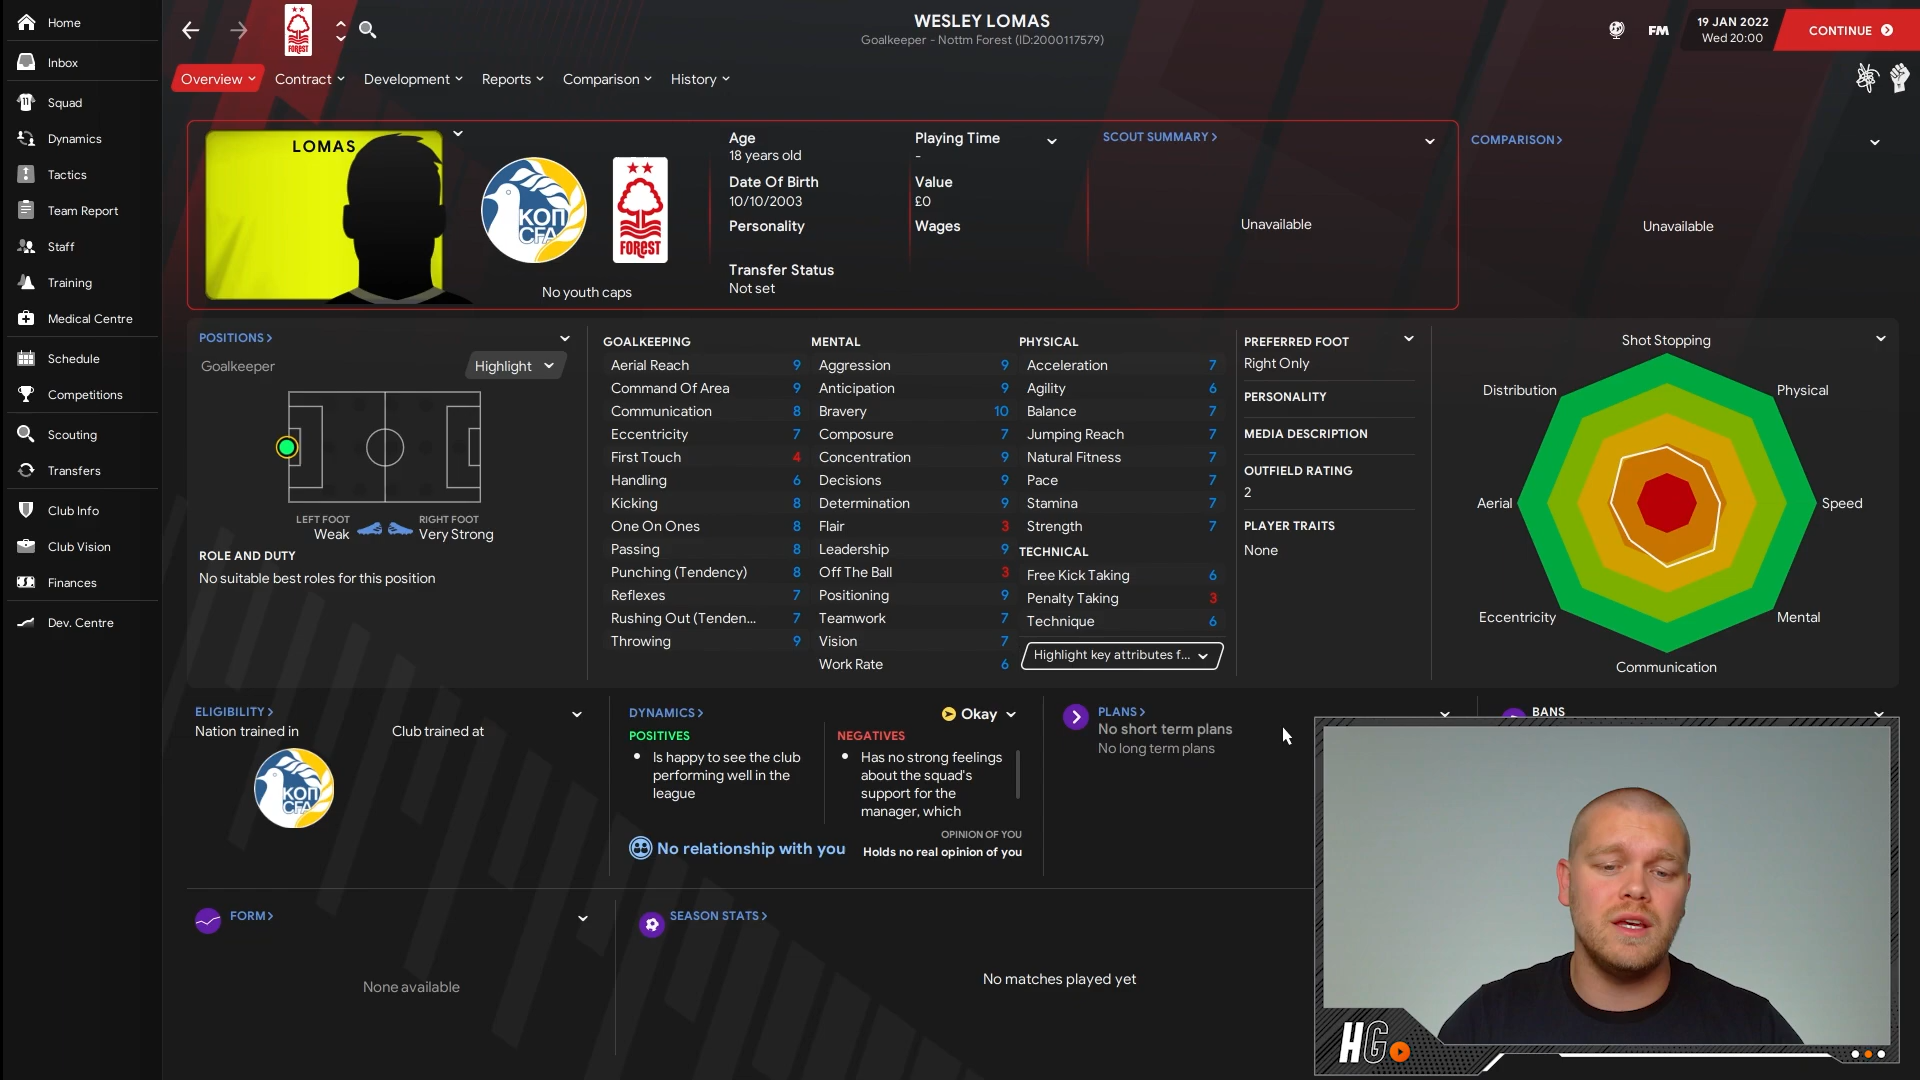 Home
Inbox
Squad
Dynamics
Tactics
Team Report
Staff
Training
Medical Centre
Schedule
Competitions
Scouting
Transfers
Club Info
Club Vision
Finances
Dev. Centre
FOREST
WESLEY LOMAS
Goalkeeper - Nottm Forest (ID:2000117579)
FM
19 JAN 2022
Wed 20:00
CONTINUE
Overview
Contract
Development
Reports
Comparison
History
LOMAS
ΚΟΠ
CFA
FOREST
No youth caps
Age
18 years old
Date Of Birth
10/10/2003
Personality
Transfer Status
Not set
Playing Time
-
Value
£0
Wages
SCOUT SUMMARY >
Unavailable
COMPARISON >
Unavailable
POSITIONS >
Goalkeeper
Highlight
LEFT FOOT
Weak
RIGHT FOOT
Very Strong
ROLE AND DUTY
No suitable best roles for this position
GOALKEEPING
Aerial Reach 9
Command Of Area 9
Communication 8
Eccentricity 7
First Touch 4
Handling 6
Kicking 8
One On Ones 8
Passing 8
Punching (Tendency) 8
Reflexes 7
Rushing Out (Tenden... 7
Throwing 9
MENTAL
Aggression 9
Anticipation 9
Bravery 10
Composure 7
Concentration 9
Decisions 9
Determination 9
Flair 3
Leadership 9
Off The Ball 3
Positioning 9
Teamwork 7
Vision 7
Work Rate 6
PHYSICAL
Acceleration 7
Agility 6
Balance 7
Jumping Reach 7
Natural Fitness 7
Pace 7
Stamina 7
Strength 7
TECHNICAL
Free Kick Taking 6
Penalty Taking 3
Technique 6
Highlight key attributes f...
PREFERRED FOOT
Right Only
PERSONALITY
MEDIA DESCRIPTION
OUTFIELD RATING
2
PLAYER TRAITS
None
Shot Stopping
Distribution
Physical
Aerial
Speed
Eccentricity
Mental
Communication
ELIGIBILITY >
Nation trained in
Club trained at
ΚΟΠ
CFA
DYNAMICS >
Okay
POSITIVES
Is happy to see the club
performing well in the
league
NEGATIVES
Has no strong feelings
about the squad's
support for the
manager, which
No relationship with you
OPINION OF YOU
Holds no real opinion of you
PLANS >
No short term plans
No long term plans
BANS
FORM >
None available
SEASON STATS >
No matches played yet
HG